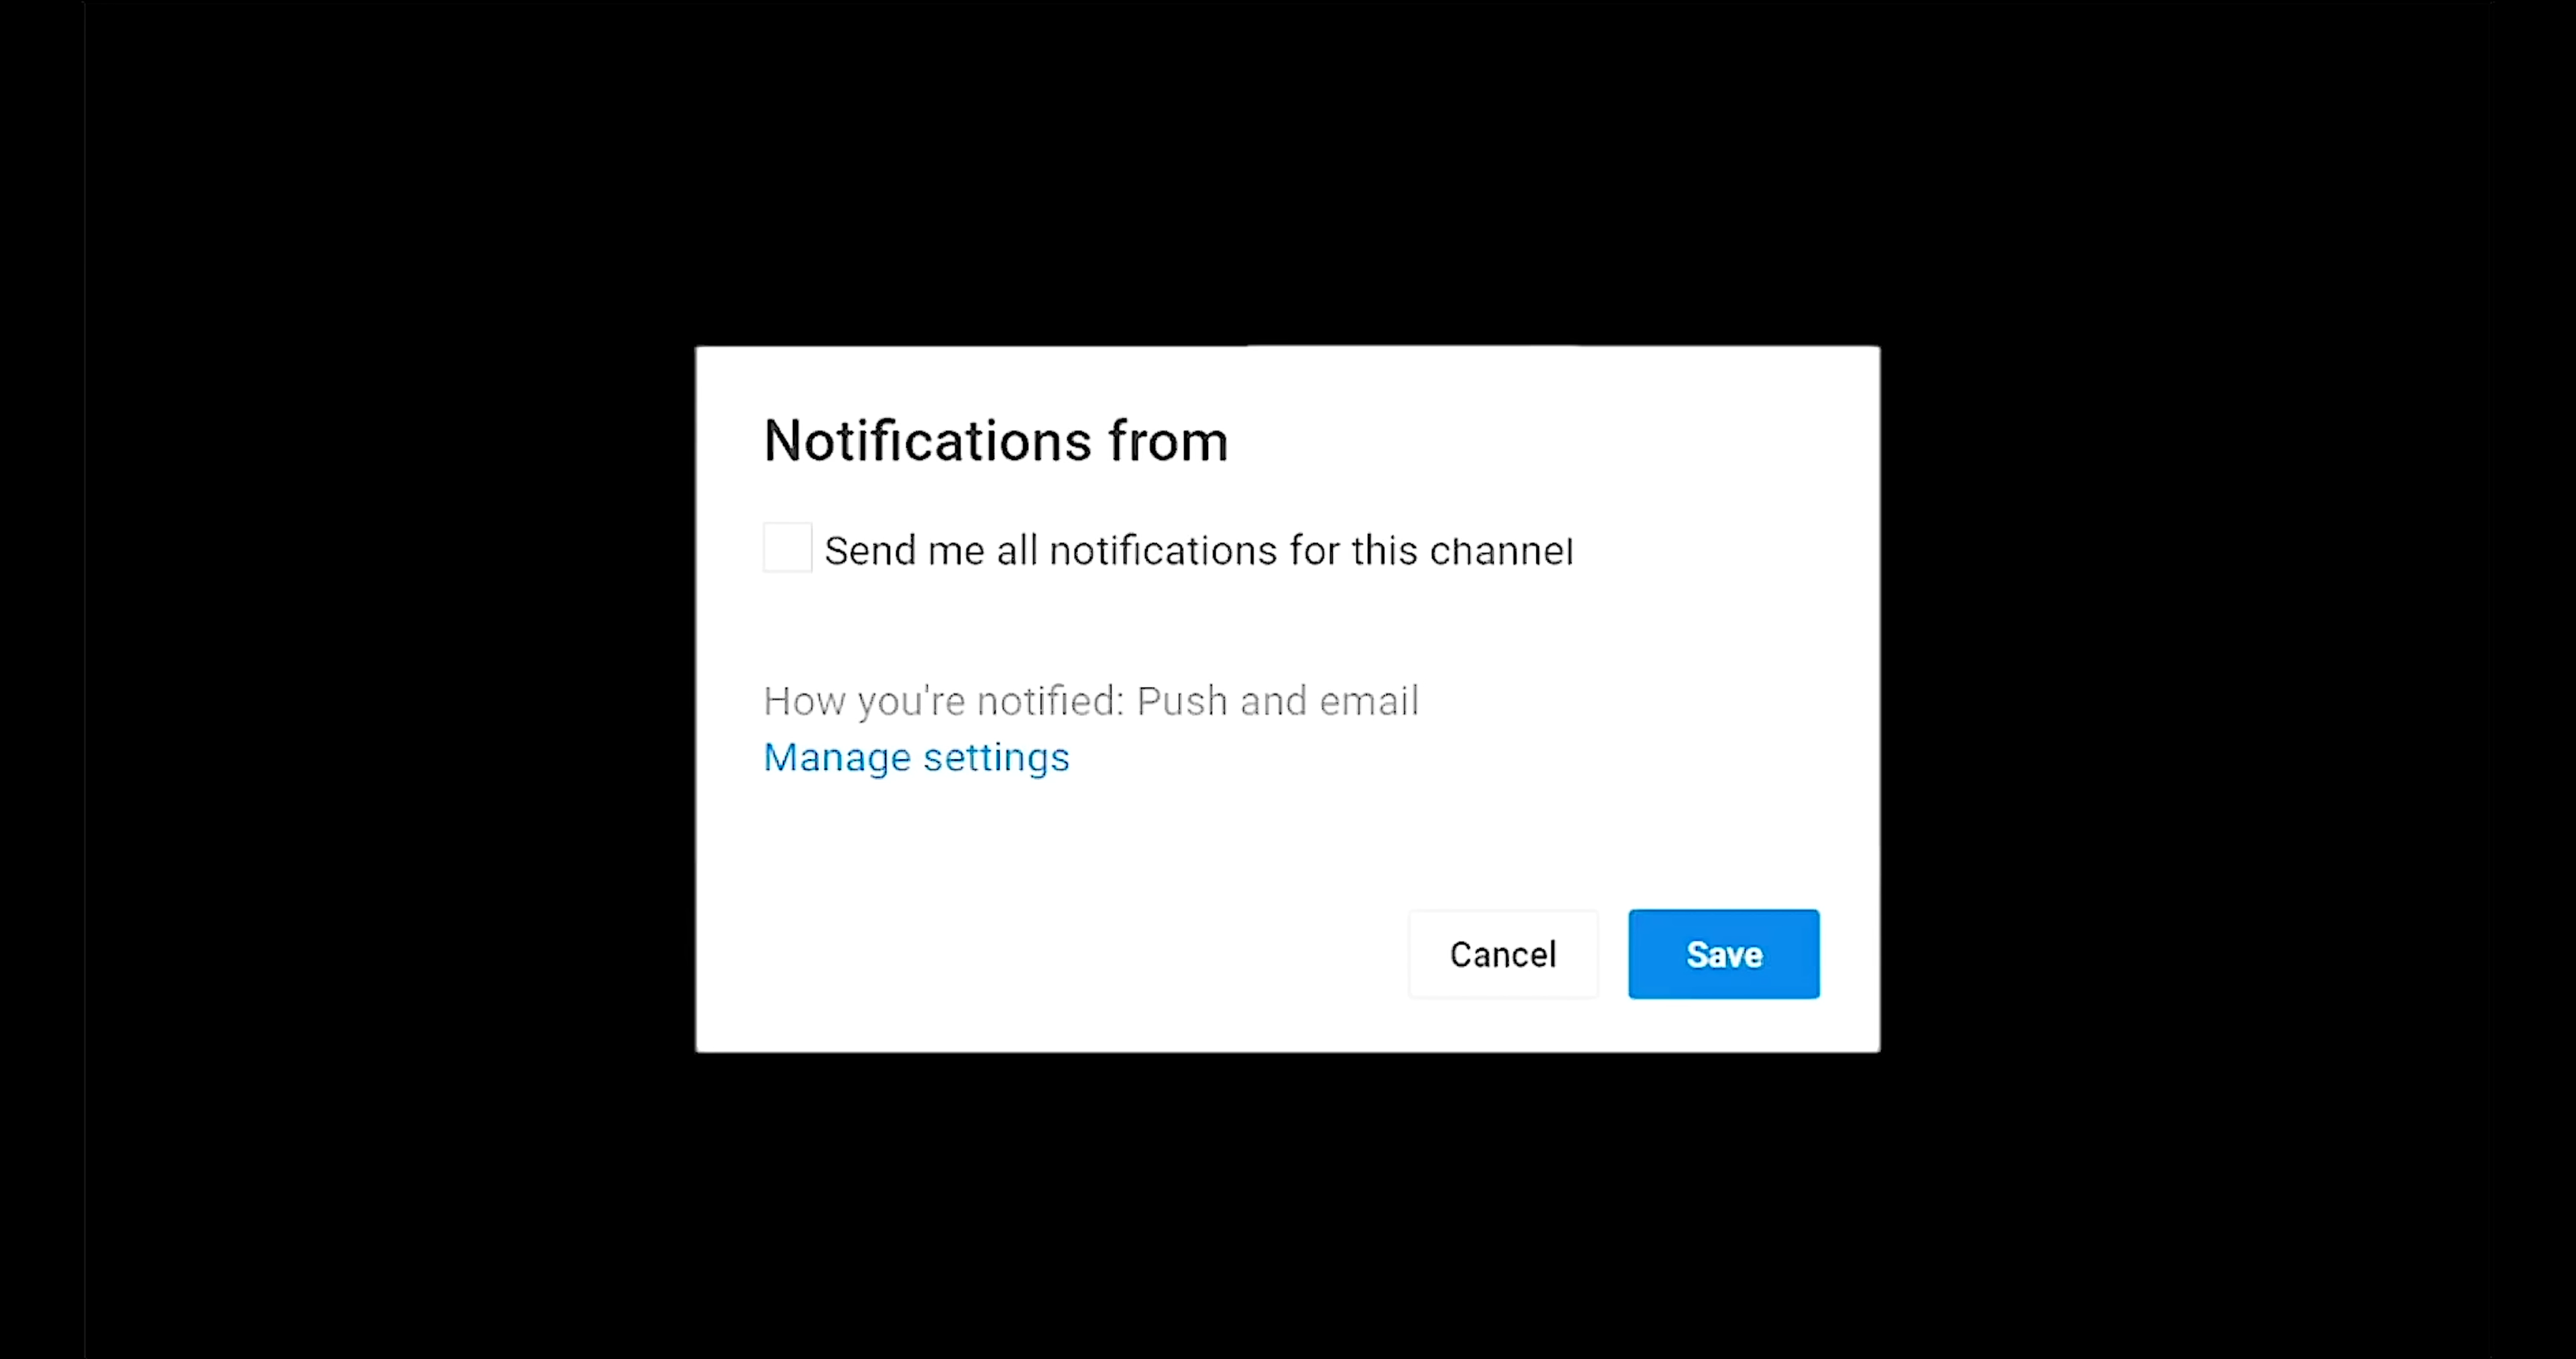 Notifications from
Send me all notifications for this channel
How you're notified: Push and email
Manage settings
Cancel
Save